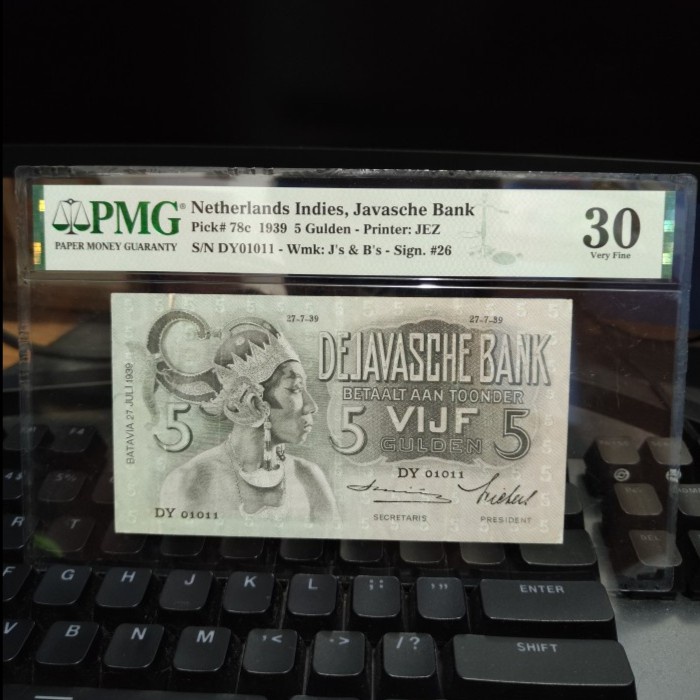 PMG®
PAPER MONEY GUARANTY
Netherlands Indies, Javasche Bank
Pick# 78c 1939 5 Gulden - Printer: JEZ
S/N DY01011 - Wmk: J's & B's - Sign. #26
30
Very Fine
27-7-39 27-7-39
DE JAVASCHE BANK
BETAALT AAN TOONDER
5 5 VIJF 5
GULDEN
BATAVIA 27 JULI 1939
DY 01011
DY 01011
SECRETARIS PRESIDENT
F G H J K L ; : ' " ENTER
V B N M , < . > / ? SHIFT
R T